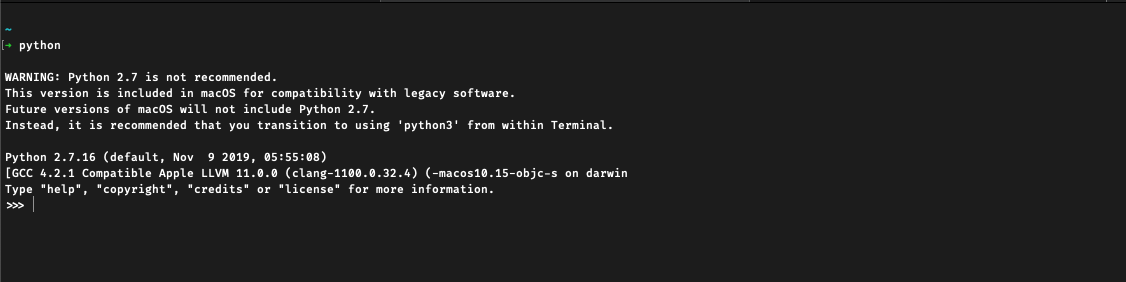 ~
[➜ python
WARNING: Python 2.7 is not recommended.
This version is included in macOS for compatibility with legacy software.
Future versions of macOS will not include Python 2.7.
Instead, it is recommended that you transition to using 'python3' from within Terminal.
Python 2.7.16 (default, Nov  9 2019, 05:55:08)
[GCC 4.2.1 Compatible Apple LLVM 11.0.0 (clang-1100.0.32.4) (-macos10.15-objc-s on darwin
Type "help", "copyright", "credits" or "license" for more information.
>>>